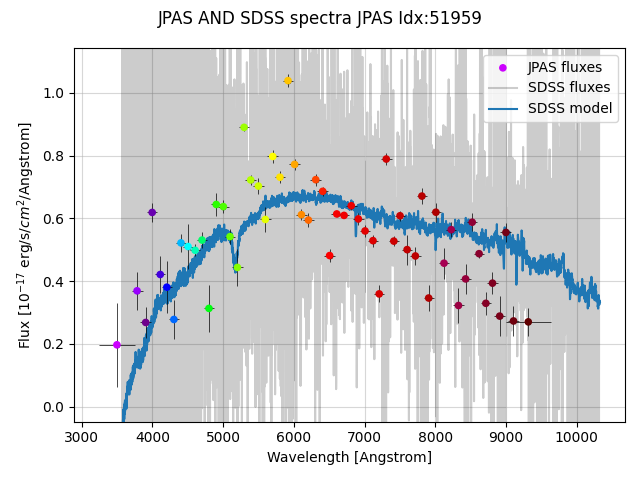 JPAS AND SDSS spectra JPAS Idx:51959
JPAS fluxes
SDSS fluxes
SDSS model
Flux [10⁻¹⁷ erg/s/cm²/Angstrom]
1.0
0.8
0.6
0.4
0.2
0.0
3000 4000 5000 6000 7000 8000 9000 10000
Wavelength [Angstrom]